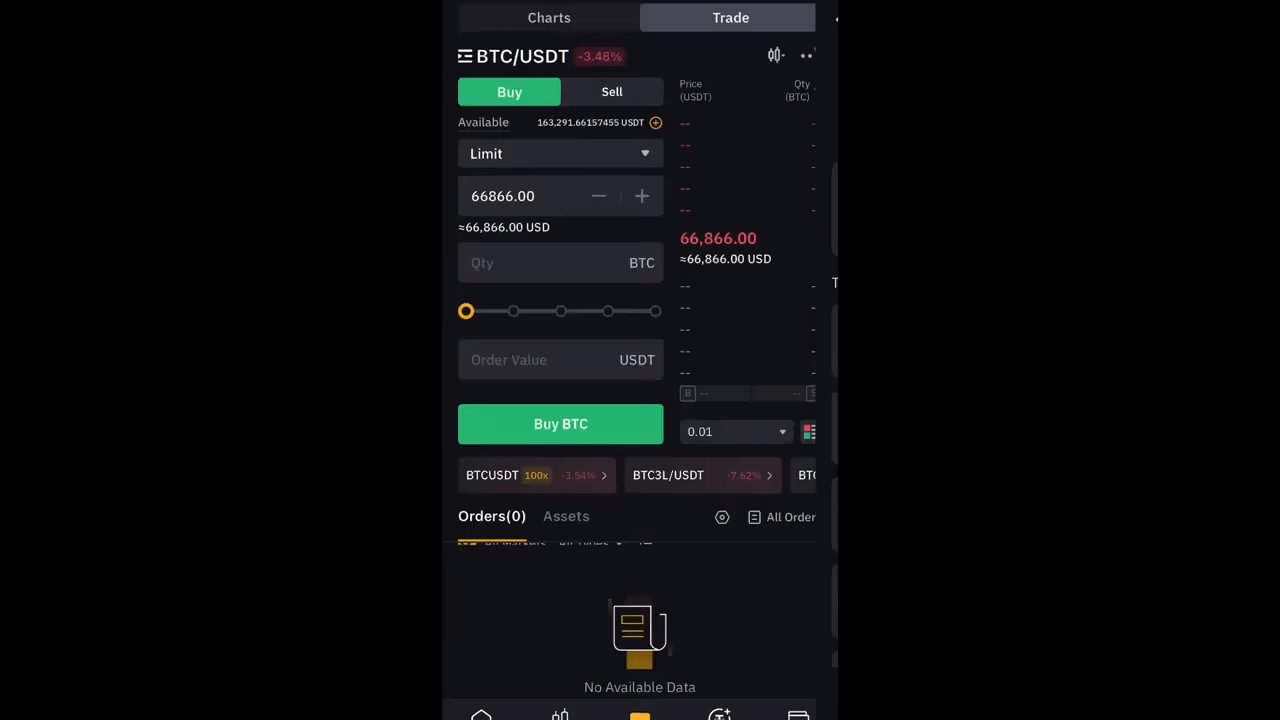 Charts Trade
BTC/USDT -3.48%
Buy Sell
Price (USDT) Qty (BTC)
Available 163,291.66157455 USDT
--
Limit
--
--
66866.00
--
--
≈66,866.00 USD
66,866.00
≈66,866.00 USD
Qty BTC
--
--
--
Order Value USDT
--
--
B -- --
Buy BTC
0.01
BTCUSDT 100x -3.54% >
BTC3L/USDT -7.62% >
BTC
Orders(0) Assets All Order
No Available Data